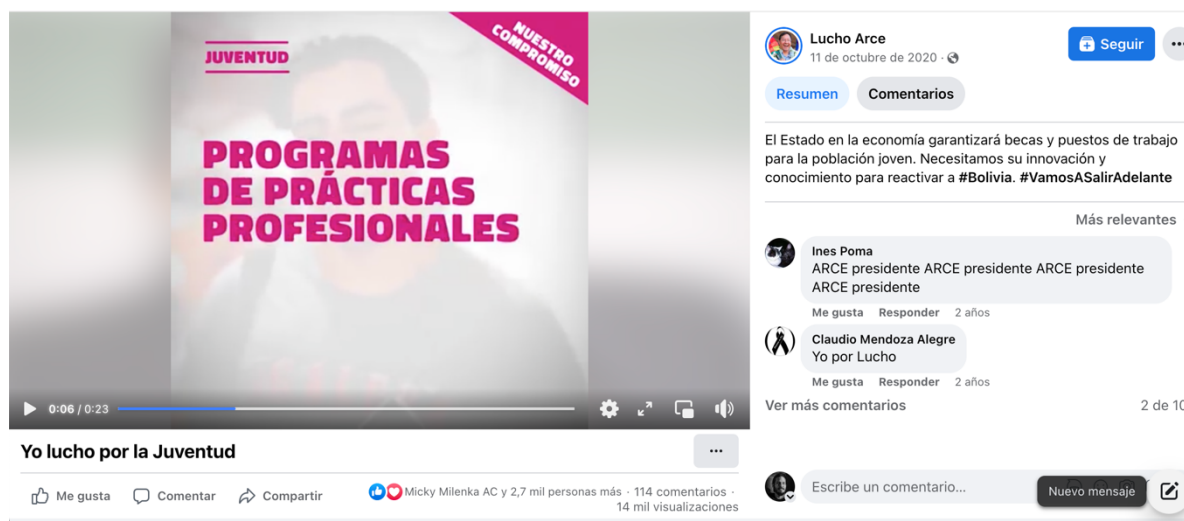 JUVENTUD
NUESTRO
COMPROMISO
PROGRAMAS
DE PRÁCTICAS
PROFESIONALES
0:06 / 0:23
Yo lucho por la Juventud
Me gusta Comentar Compartir
Micky Milenka AC y 2,7 mil personas más · 114 comentarios ·
14 mil visualizaciones
Lucho Arce
11 de octubre de 2020 ·
Seguir
Resumen Comentarios
El Estado en la economía garantizará becas y puestos de trabajo
para la población joven. Necesitamos su innovación y
conocimiento para reactivar a #Bolivia. #VamosASalirAdelante
Más relevantes
Ines Poma
ARCE presidente ARCE presidente ARCE presidente
ARCE presidente
Me gusta Responder 2 años
Claudio Mendoza Alegre
Yo por Lucho
Me gusta Responder 2 años
Ver más comentarios 2 de 10
Escribe un comentario...
Nuevo mensaje